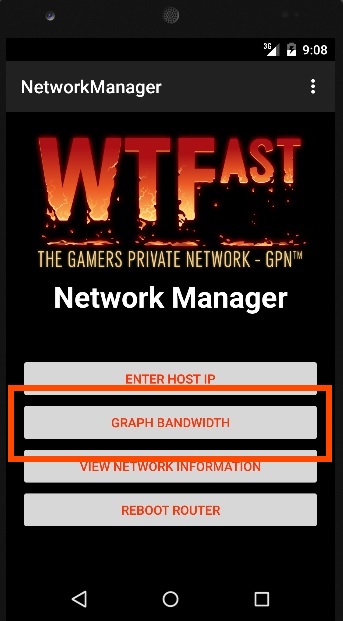 3G 9:08
NetworkManager
WTFAST
THE GAMERS PRIVATE NETWORK - GPN™
Network Manager
ENTER HOST IP
GRAPH BANDWIDTH
VIEW NETWORK INFORMATION
REBOOT ROUTER